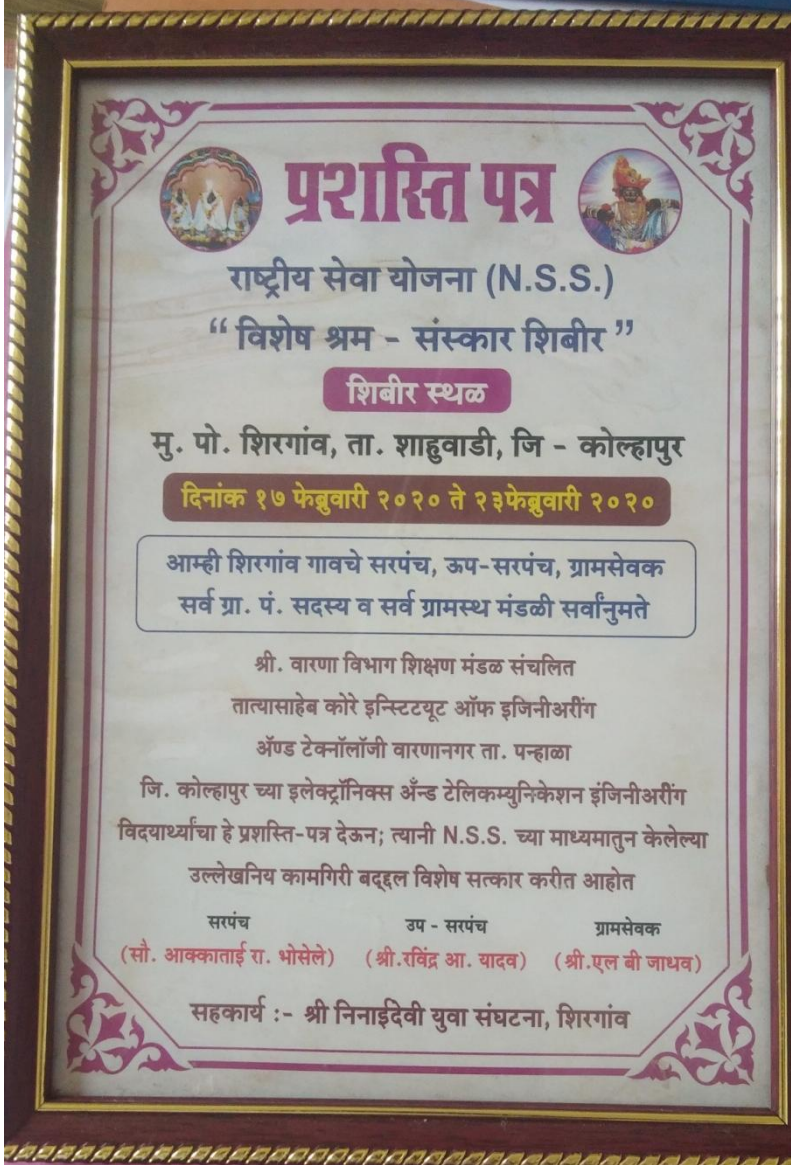 प्रशस्ति पत्र
राष्ट्रीय सेवा योजना (N.S.S.)
“ विशेष श्रम - संस्कार शिबीर ”
शिबीर स्थळ
मु. पो. शिरगांव, ता. शाहुवाडी, जि - कोल्हापुर
दिनांक १७ फेब्रुवारी २०२० ते २३फेब्रुवारी २०२०
आम्ही शिरगांव गावचे सरपंच, ऊप-सरपंच, ग्रामसेवक
सर्व ग्रा. पं. सदस्य व सर्व ग्रामस्थ मंडळी सर्वांनुमते
श्री. वारणा विभाग शिक्षण मंडळ संचलित
तात्यासाहेब कोरे इन्स्टिटयूट ऑफ इजिनीअरींग
ॲण्ड टेक्नॉलॉजी वारणानगर ता. पन्हाळा
जि. कोल्हापुर च्या इलेक्ट्रॉनिक्स अँन्ड टेलिकम्युनिकेशन इंजिनीअरींग
विदयार्थ्यांचा हे प्रशस्ति-पत्र देऊन; त्यानी N.S.S. च्या माध्यमातुन केलेल्या
उल्लेखनिय कामगिरी बद्द्ल विशेष सत्कार करीत आहोत
सरपंच उप - सरपंच ग्रामसेवक
(सौ. आक्काताई रा. भोसेले) (श्री.रविंद्र आ. यादव) (श्री.एल बी जाधव)
सहकार्य :- श्री निनाईदेवी युवा संघटना, शिरगांव